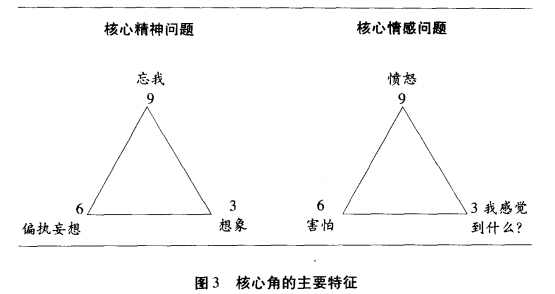 核心精神问题
核心情感问题
忘我
9
愤怒
9
6
偏执妄想
3
想象
6
害怕
3 我感觉
到什么?
图3 核心角的主要特征